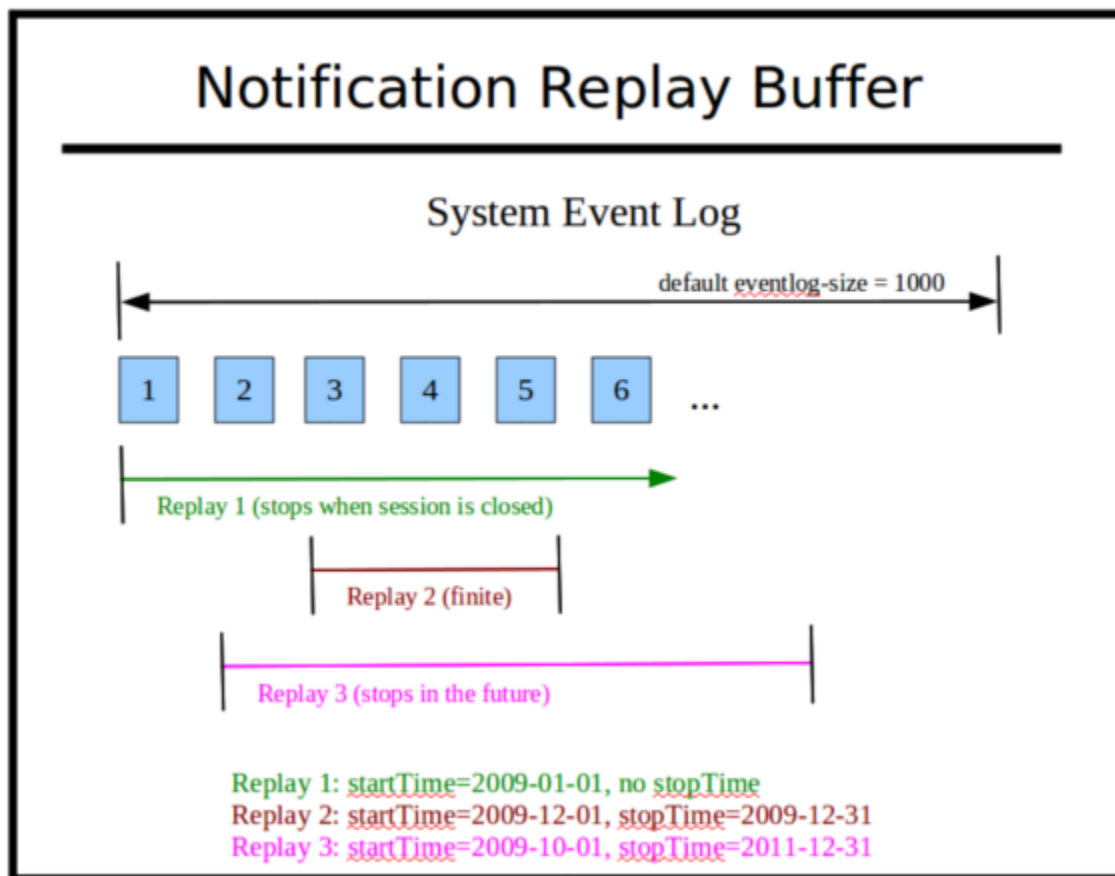 Notification Replay Buffer
System Event Log
default eventlog-size = 1000
1 2 3 4 5 6 ...
Replay 1 (stops when session is closed)
Replay 2 (finite)
Replay 3 (stops in the future)
Replay 1: startTime=2009-01-01, no stopTime
Replay 2: startTime=2009-12-01, stopTime=2009-12-31
Replay 3: startTime=2009-10-01, stopTime=2011-12-31